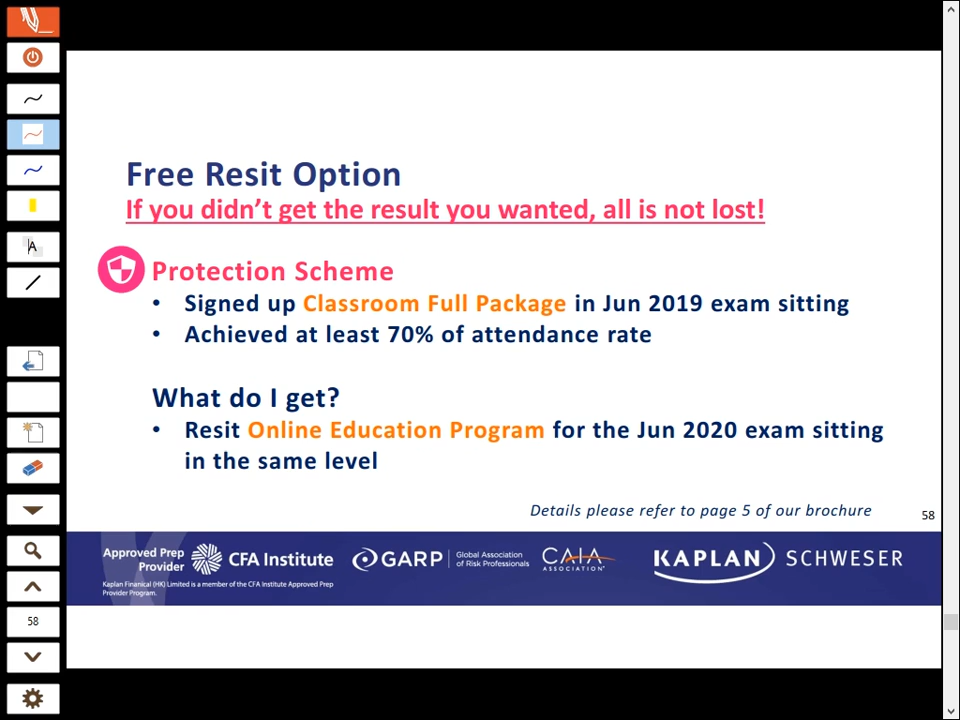 Free Resit Option
If you didn't get the result you wanted, all is not lost!
Protection Scheme
• Signed up Classroom Full Package in Jun 2019 exam sitting
• Achieved at least 70% of attendance rate
What do I get?
• Resit Online Education Program for the Jun 2020 exam sitting
in the same level
Details please refer to page 5 of our brochure
58
Approved Prep
Provider
CFA Institute
Kaplan Finanical (HK) Limited is a member of the CFA Institute Approved Prep
Provider Program.
GARP
Global Association
of Risk Professionals
CAIA
ASSOCIATION®
KAPLAN SCHWESER
A
58